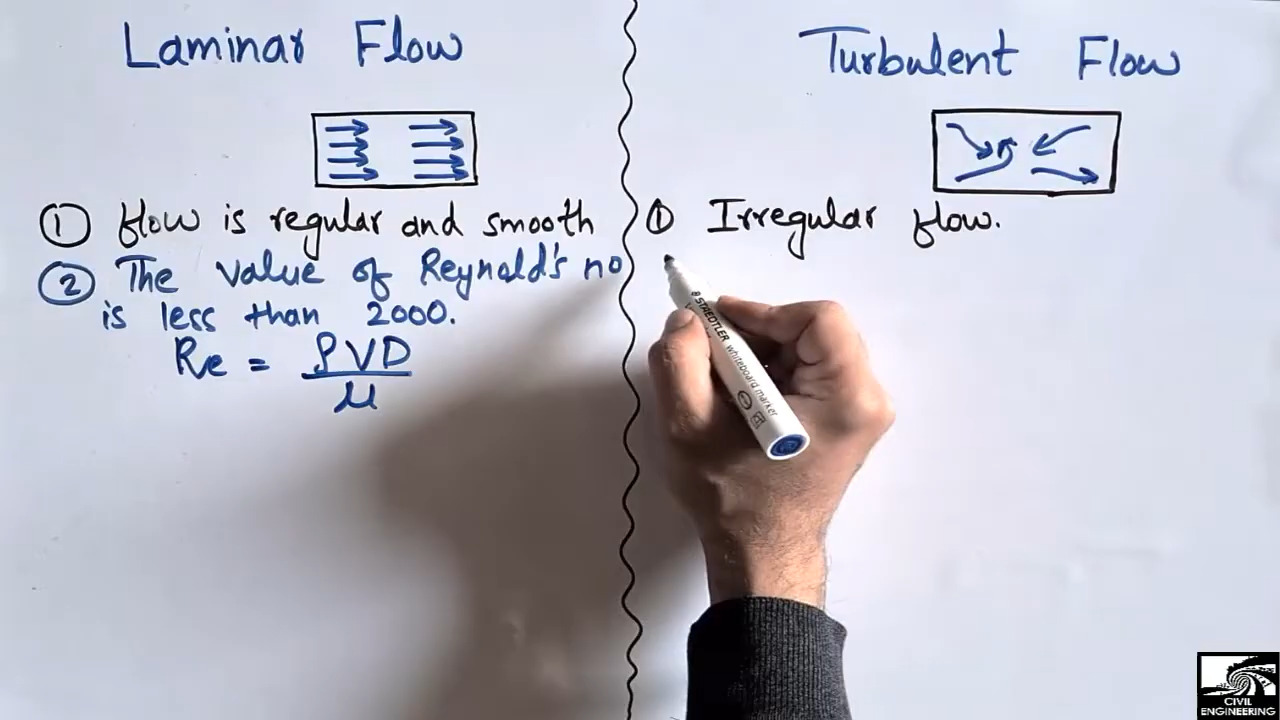 Laminar Flow
① flow is regular and smooth
② The value of Reynald's no
is less than 2000.
Re = ρVD
μ
Turbulent Flow
① Irregular flow.
STAEDTLER whiteboard marker
CIVIL
ENGINEERING